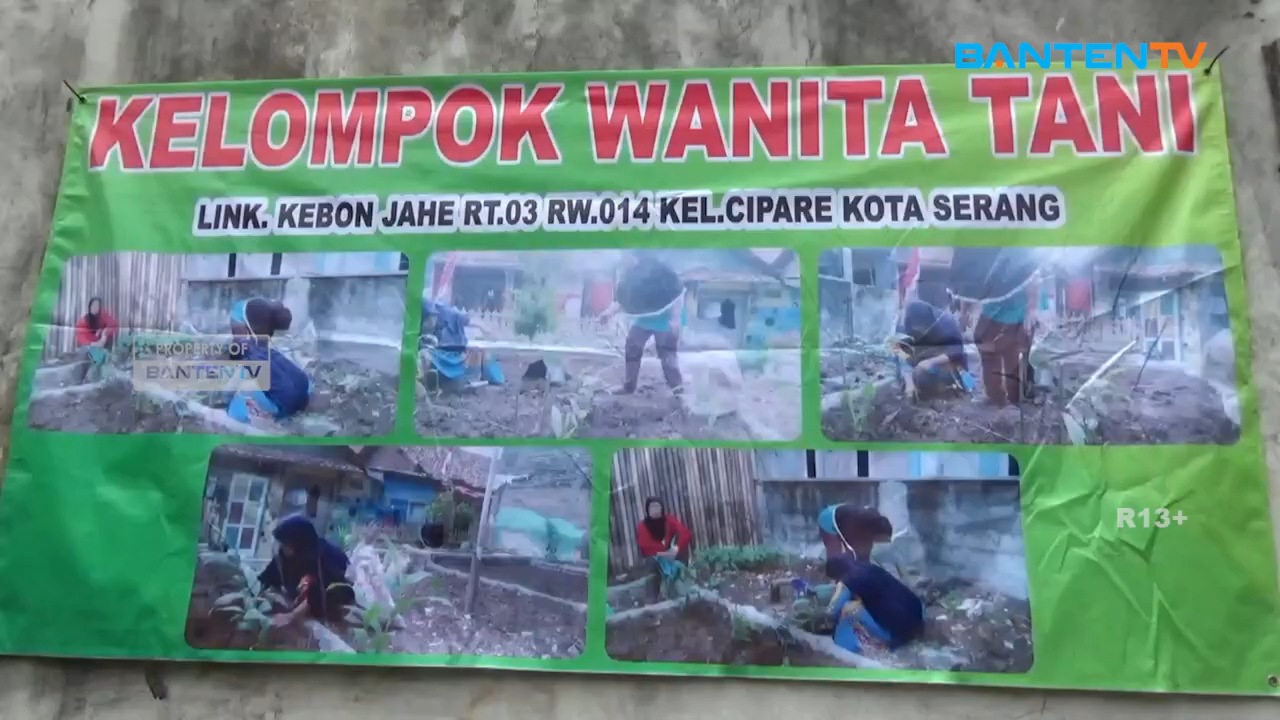 BANTENTV
KELOMPOK WANITA TANI
LINK. KEBON JAHE RT.03 RW.014 KEL.CIPARE KOTA SERANG
PROPERTY OF
BANTENTV
R13+